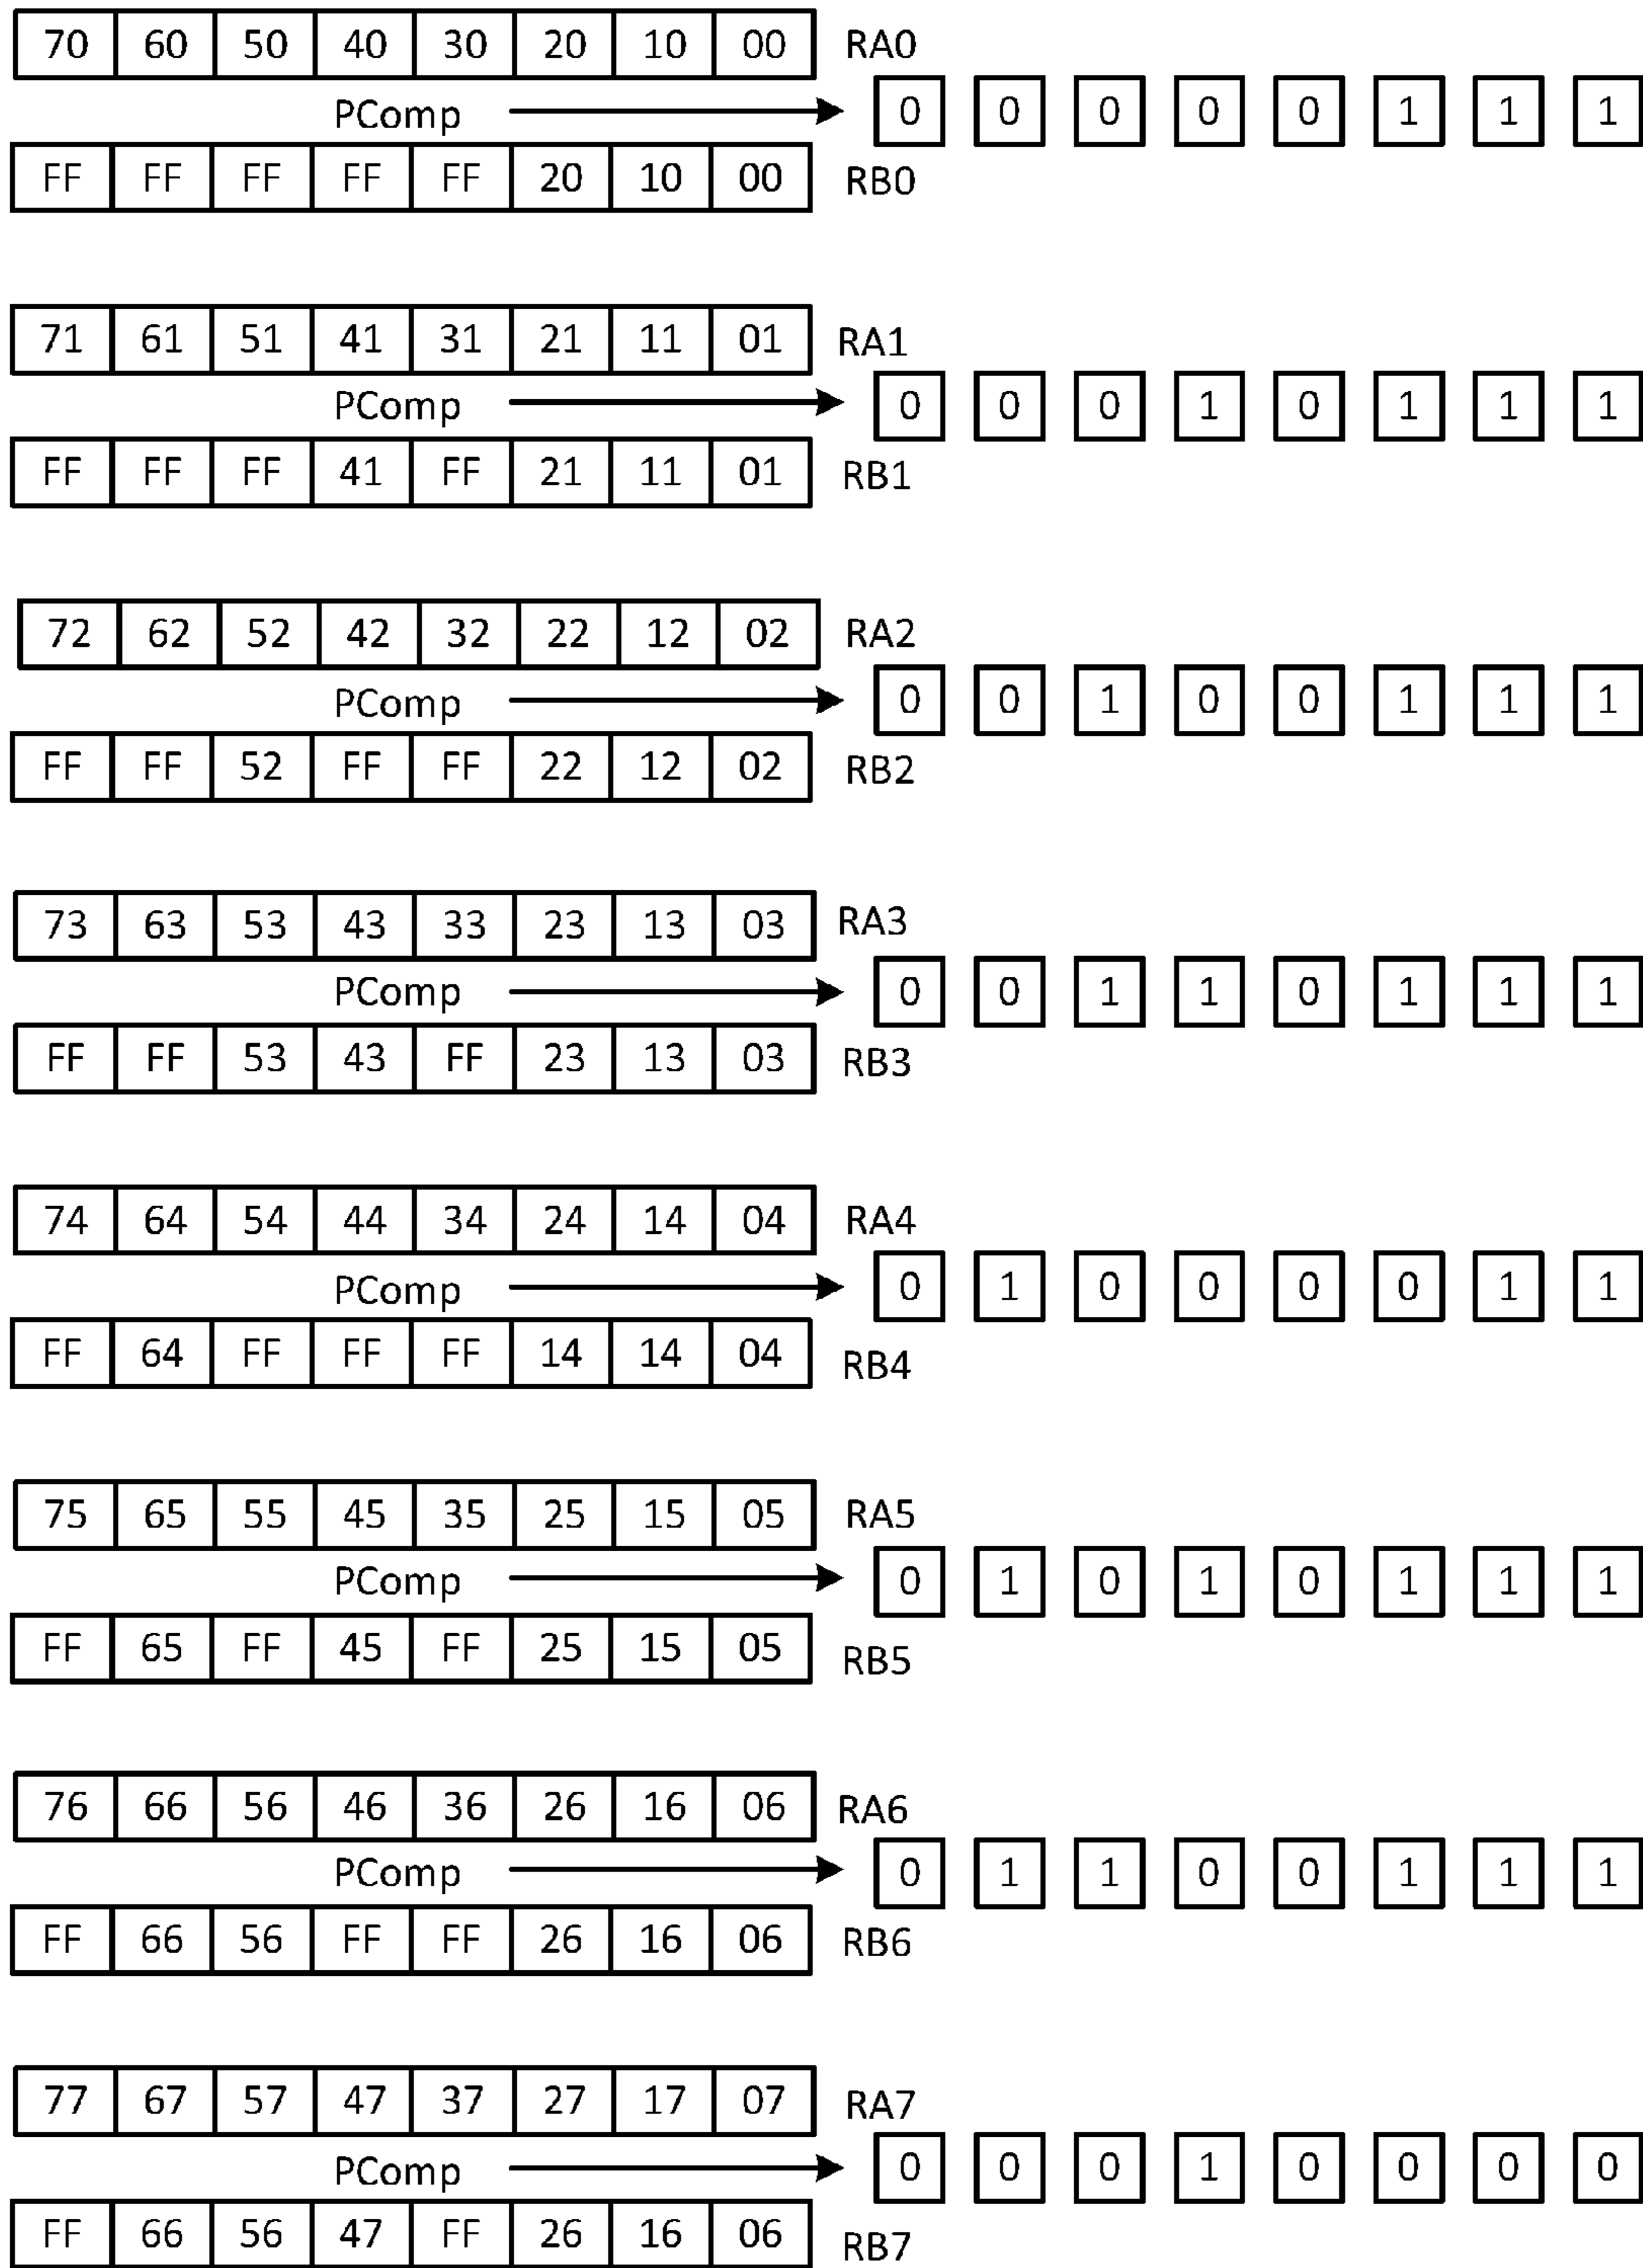 70 60 50 40 30 20 10 00 RA0
PComp 0 0 0 0 0 1 1 1
FF FF FF FF FF 20 10 00 RB0
71 61 51 41 31 21 11 01 RA1
PComp 0 0 0 1 0 1 1 1
FF FF FF 41 FF 21 11 01 RB1
72 62 52 42 32 22 12 02 RA2
PComp 0 0 1 0 0 1 1 1
FF FF 52 FF FF 22 12 02 RB2
73 63 53 43 33 23 13 03 RA3
PComp 0 0 1 1 0 1 1 1
FF FF 53 43 FF 23 13 03 RB3
74 64 54 44 34 24 14 04 RA4
PComp 0 1 0 0 0 0 1 1
FF 64 FF FF FF 14 14 04 RB4
75 65 55 45 35 25 15 05 RA5
PComp 0 1 0 1 0 1 1 1
FF 65 FF 45 FF 25 15 05 RB5
76 66 56 46 36 26 16 06 RA6
PComp 0 1 1 0 0 1 1 1
FF 66 56 FF FF 26 16 06 RB6
77 67 57 47 37 27 17 07 RA7
PComp 0 0 0 1 0 0 0 0
FF 66 56 47 FF 26 16 06 RB7